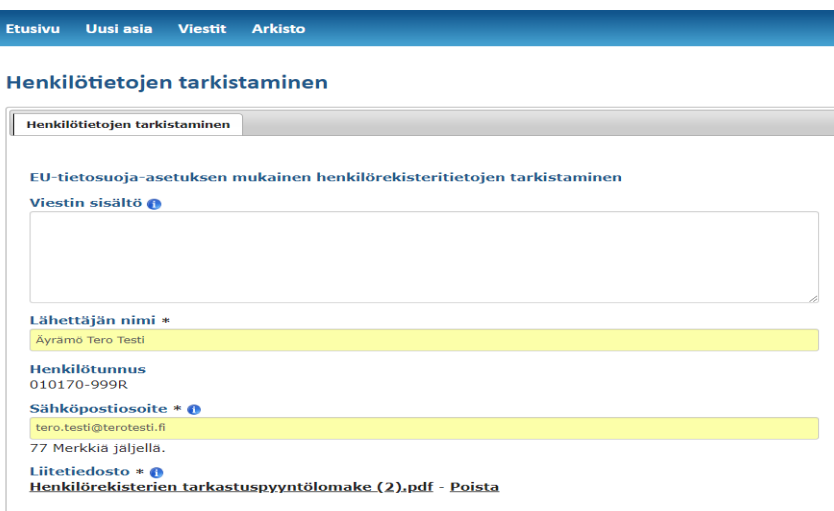 Etusivu Uusi asia Viestit Arkisto
Henkilötietojen tarkistaminen
Henkilötietojen tarkistaminen
EU-tietosuoja-asetuksen mukainen henkilörekisteritietojen tarkistaminen
Viestin sisältö
Lähettäjän nimi *
Äyrämö Tero Testi
Henkilötunnus
010170-999R
Sähköpostiosoite *
tero.testi@terotesti.fi
77 Merkkiä jäljellä.
Liitetiedosto *
Henkilörekisterien tarkastuspyyntölomake (2).pdf - Poista